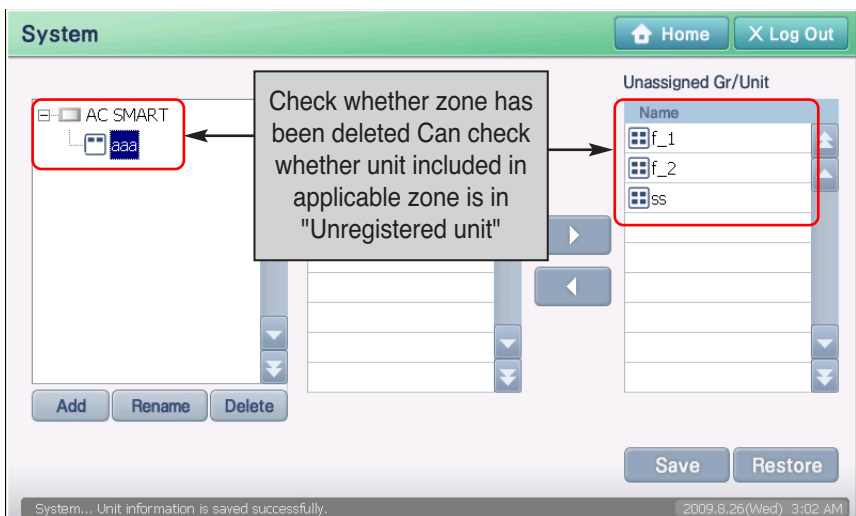 System
Home
X Log Out
Unassigned Gr/Unit
AC SMART
aaa
Check whether zone has
been deleted Can check
whether unit included in
applicable zone is in
"Unregistered unit"
Name
f_1
f_2
ss
Add
Rename
Delete
Save
Restore
System... Unit information is saved successfully.
2009.8.26(Wed) 3:02 AM